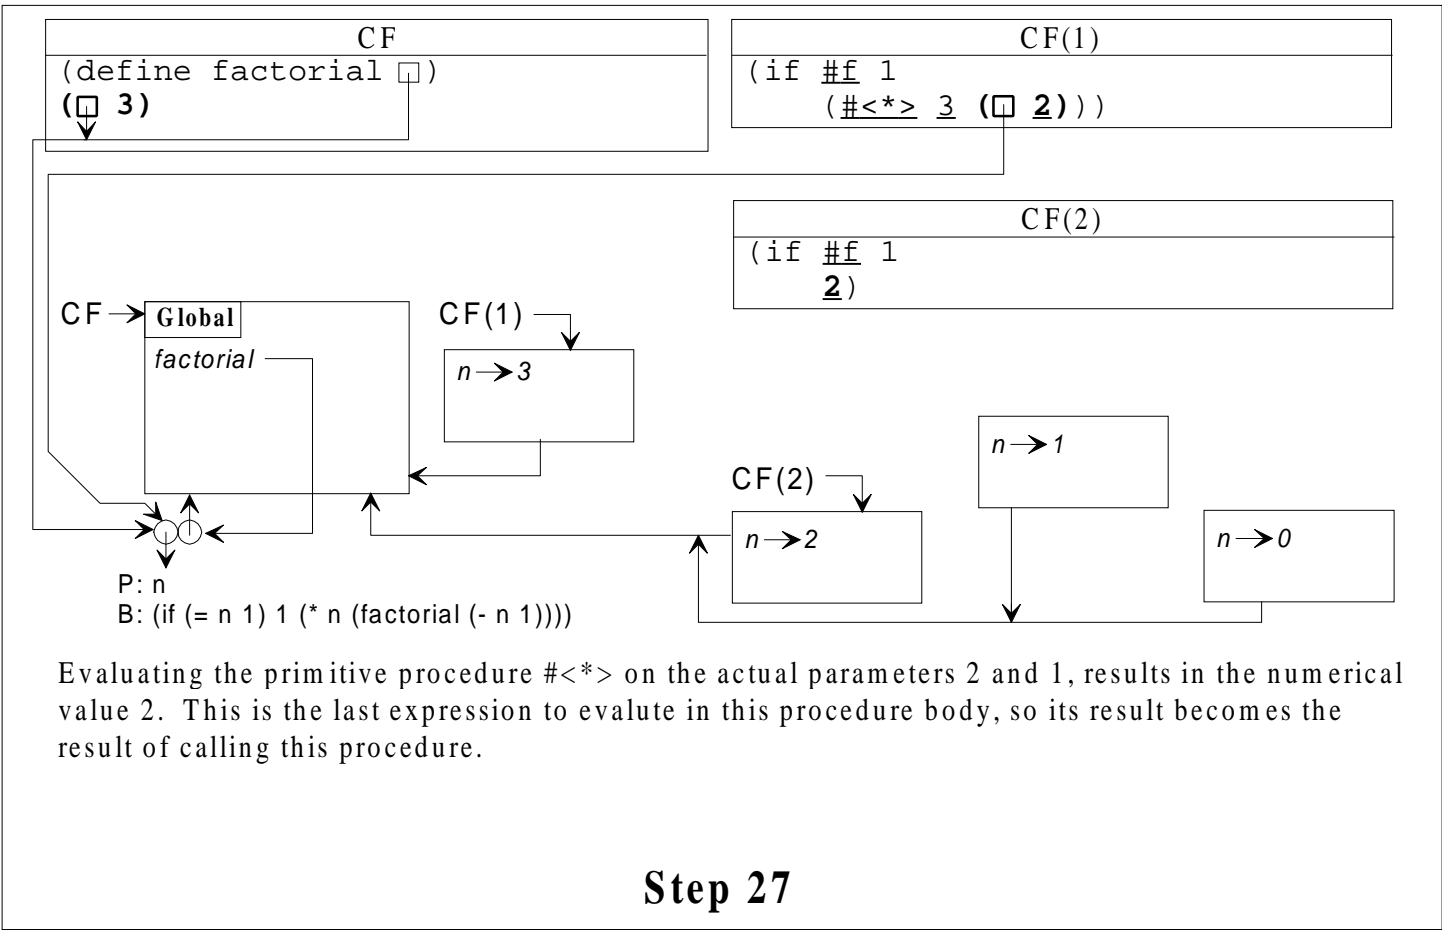 CF
(define factorial □)
(□ 3)
CF(1)
(if #f 1
(#<*> 3 (□ 2)))
CF(2)
(if #f 1
2)
CF
Global
factorial
CF(1)
n 3
n 1
CF(2)
n 2
n 0
P: n
B: (if (= n 1) 1 (* n (factorial (- n 1))))
Evaluating the primitive procedure #<*> on the actual parameters 2 and 1, results in the numerical
value 2. This is the last expression to evalute in this procedure body, so its result becomes the
result of calling this procedure.
Step 27